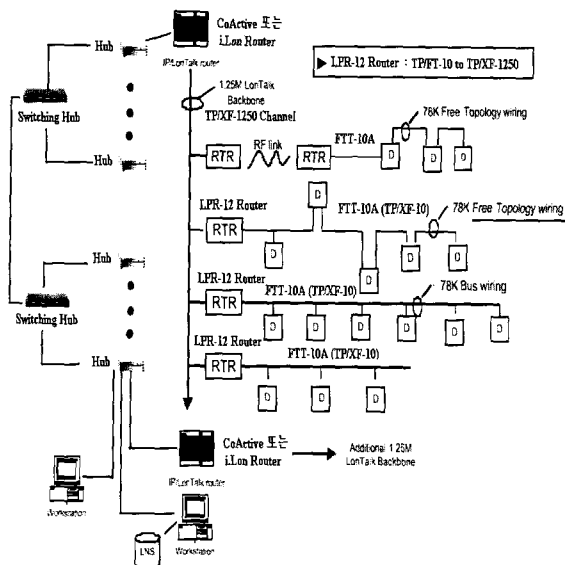 Hub
CoActive 또는
i.Lon Router
IP/LonTalk router
▶ LPR-12 Router : TP/FT-10 to TP/XF-1250
1.25M LonTalk
Backbone
TP/XF-1250 Channel
Switching Hub
Hub
RTR
RF link
RTR
FTT-10A
78K Free Topology wiring
D
D
D
LPR-12 Router
RTR
D
D
FTT-10A (TP/XF-10)
78K Free Topology wiring
D
D
D
Hub
Switching Hub
LPR-12 Router
RTR
FTT-10A (TP/XF-10)
78K Bus wiring
D
D
D
D
D
D
LPR-12 Router
Hub
RTR
FTT-10A (TP/XF-10)
D
D
D
CoActive 또는
i.Lon Router
IP/LonTalk router
Additional 1.25M
LonTalk Backbone
Workstation
LNS
Workstation